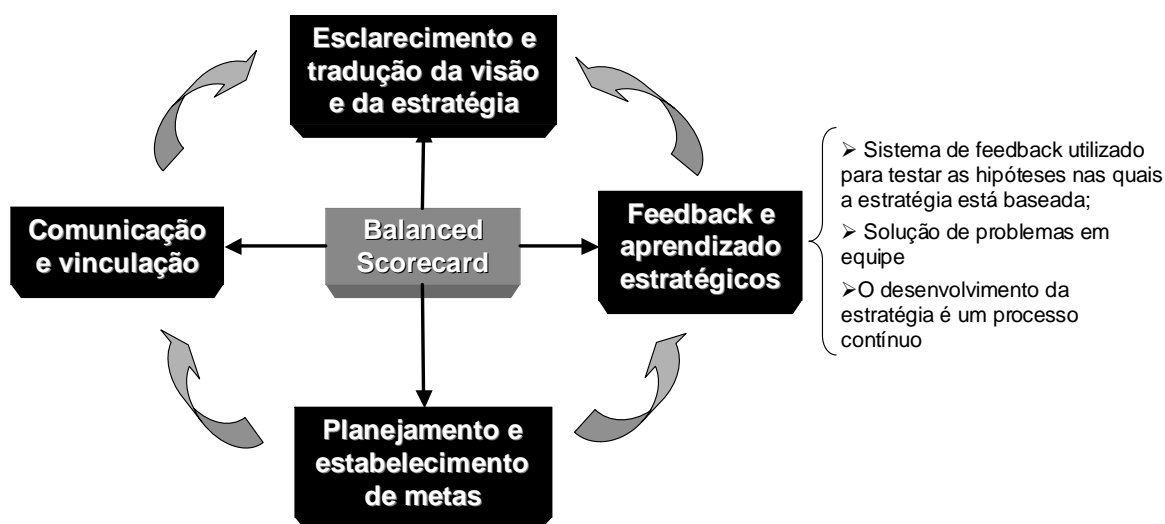 Esclarecimento e
tradução da visão
e da estratégia
Comunicação
e vinculação
Balanced
Scorecard
Feedback e
aprendizado
estratégicos
➢ Sistema de feedback utilizado
para testar as hipóteses nas quais
a estratégia está baseada;
➢ Solução de problemas em
equipe
➢O desenvolvimento da
estratégia é um processo
contínuo
Planejamento e
estabelecimento
de metas